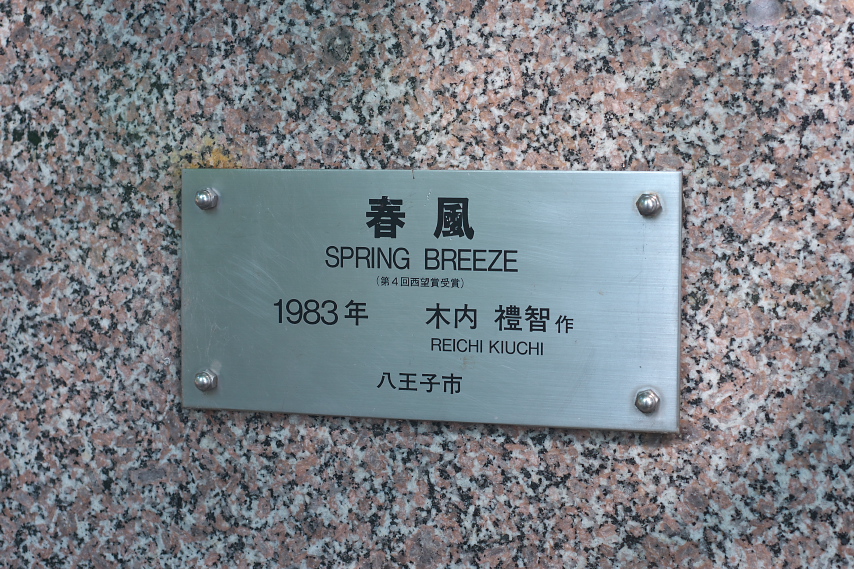 春風
SPRING BREEZE
(第4回西望賞受賞)
1983年 木内 禮智作
REICHI KIUCHI
八王子市